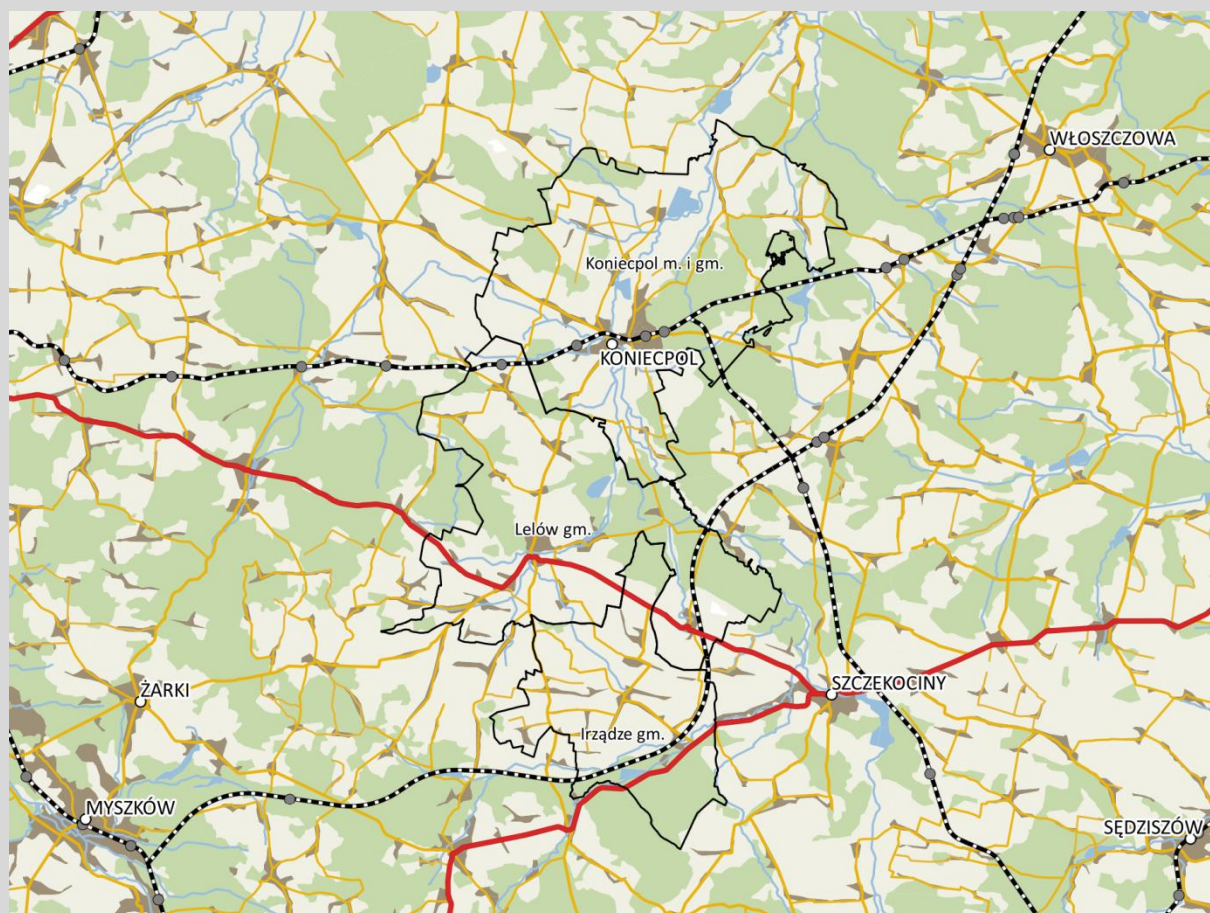 WŁOSZCZOWA
Koniecpol m. i gm.
KONIECPOL
Lelów gm.
ŻARKI
SZCZEKOCINY
Irządze gm.
MYSZKÓW
SĘDZISZÓW